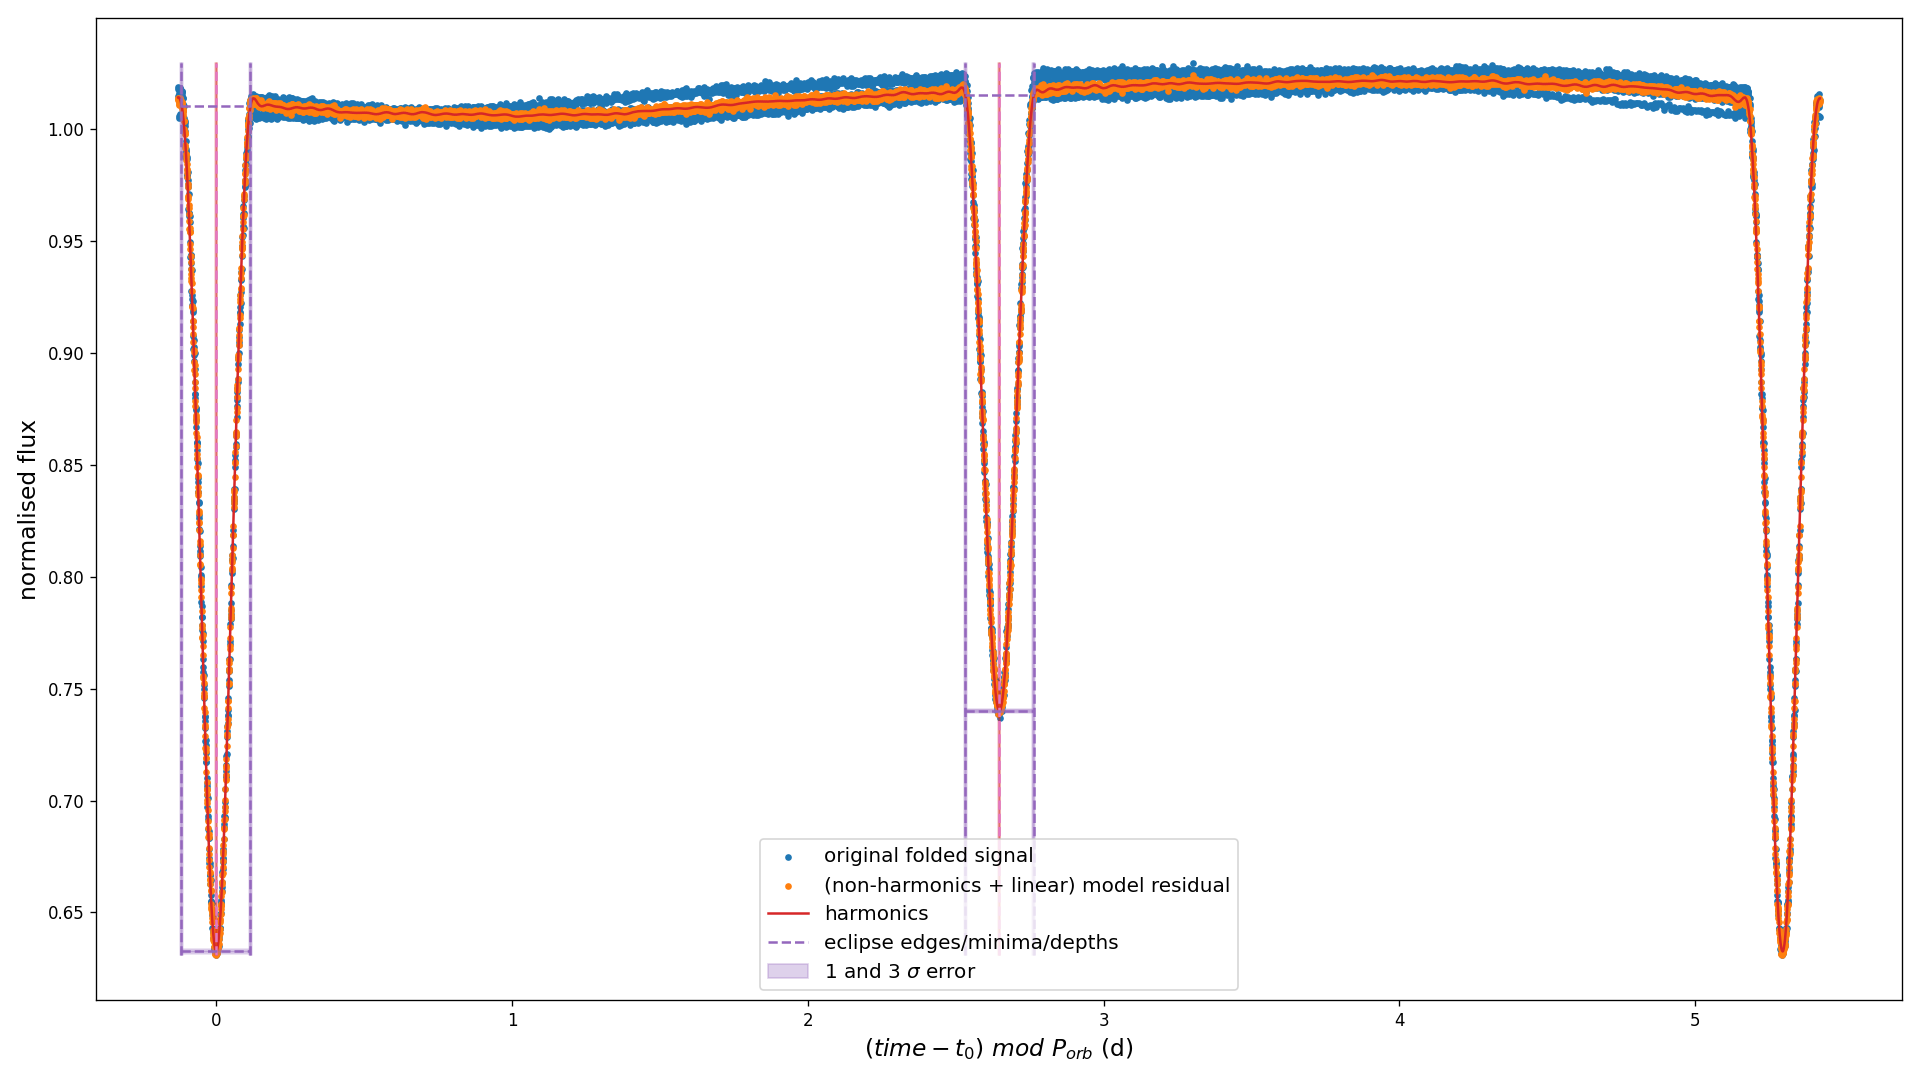 normalised flux
1.00
0.95
0.90
0.85
0.80
0.75
0.70
0.65
original folded signal
(non-harmonics + linear) model residual
harmonics
eclipse edges/minima/depths
1 and 3 σ error
0 1 2 3 4 5
(time − t₀) mod Pₒᵣb (d)